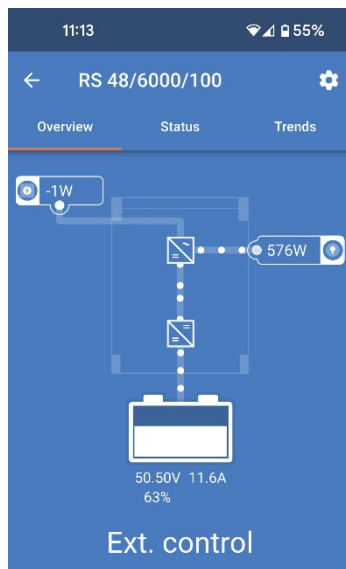 11:13 55%
RS 48/6000/100
Overview Status Trends
-1W
576W
50.50V 11.6A
63%
Ext. control